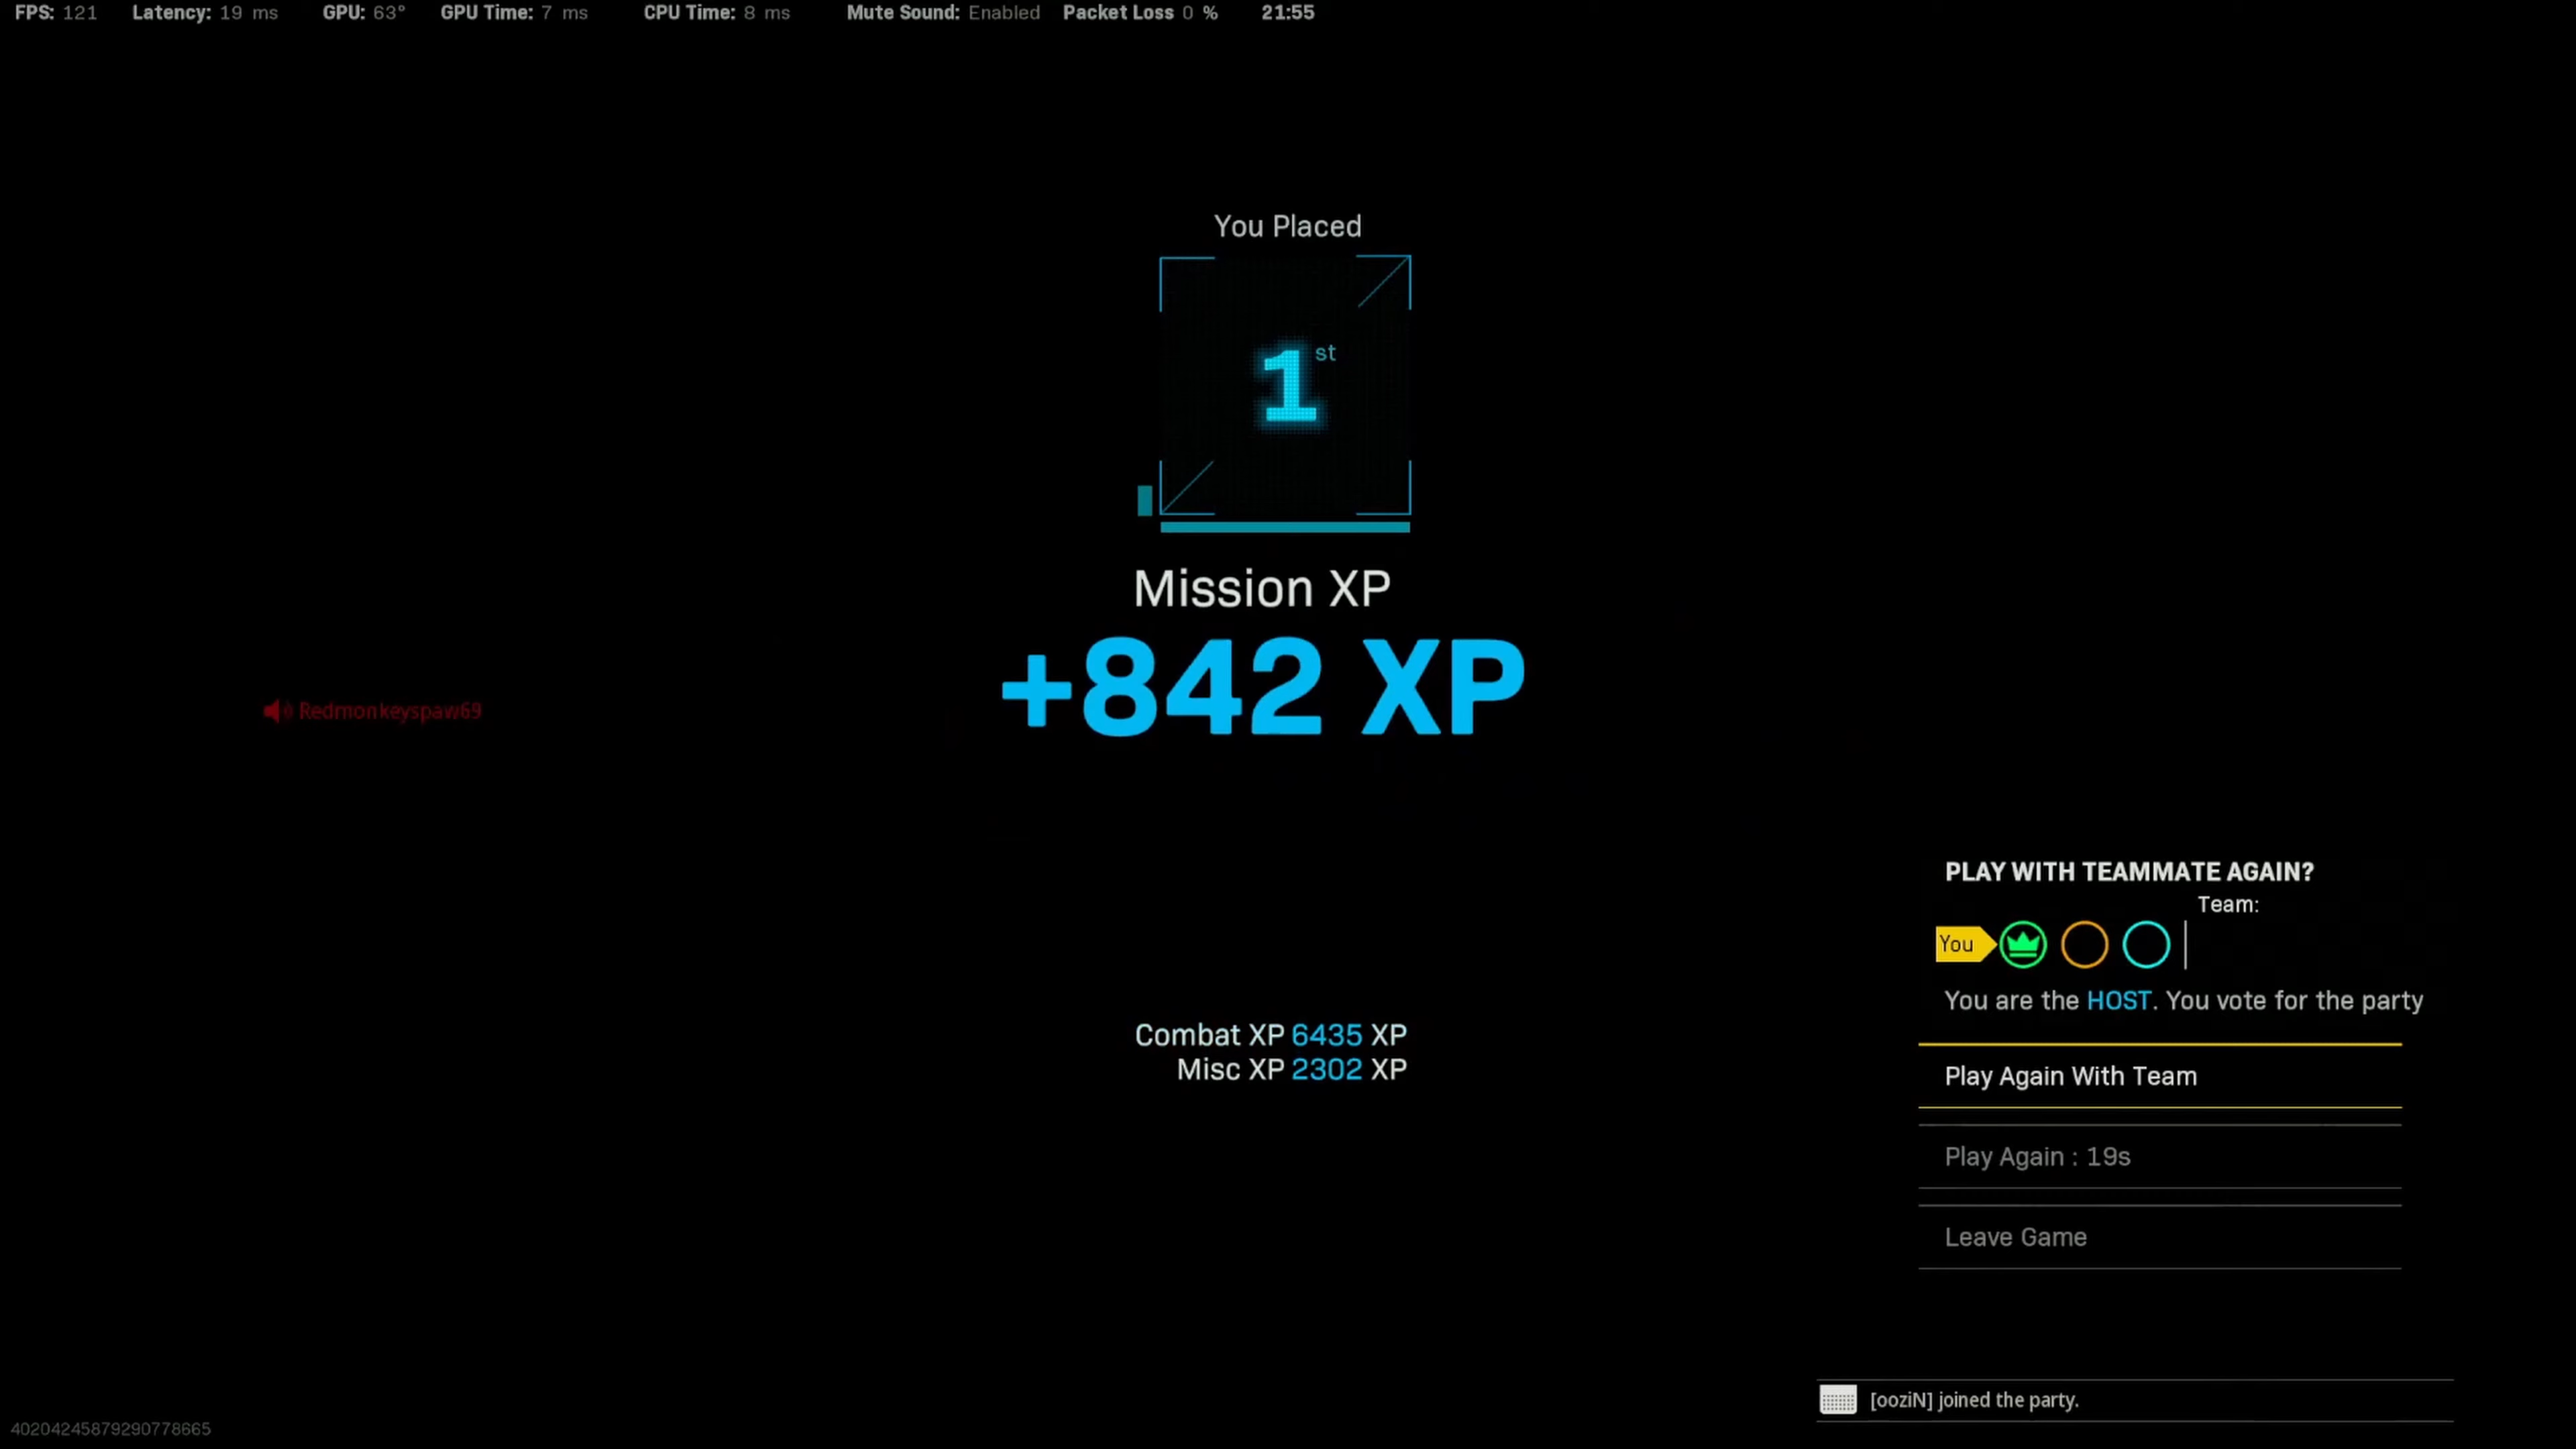 FPS: 121 Latency: 19 ms GPU: 63° GPU Time: 7 ms CPU Time: 8 ms Mute Sound: Enabled Packet Loss 0 % 21:55
You Placed
1st
Mission XP
+842 XP
Redmonkeyspaw69
Combat XP 6435 XP
Misc XP 2302 XP
PLAY WITH TEAMMATE AGAIN?
Team:
You
You are the HOST. You vote for the party
Play Again With Team
Play Again : 19s
Leave Game
[ooziN] joined the party.
40204245879290778665